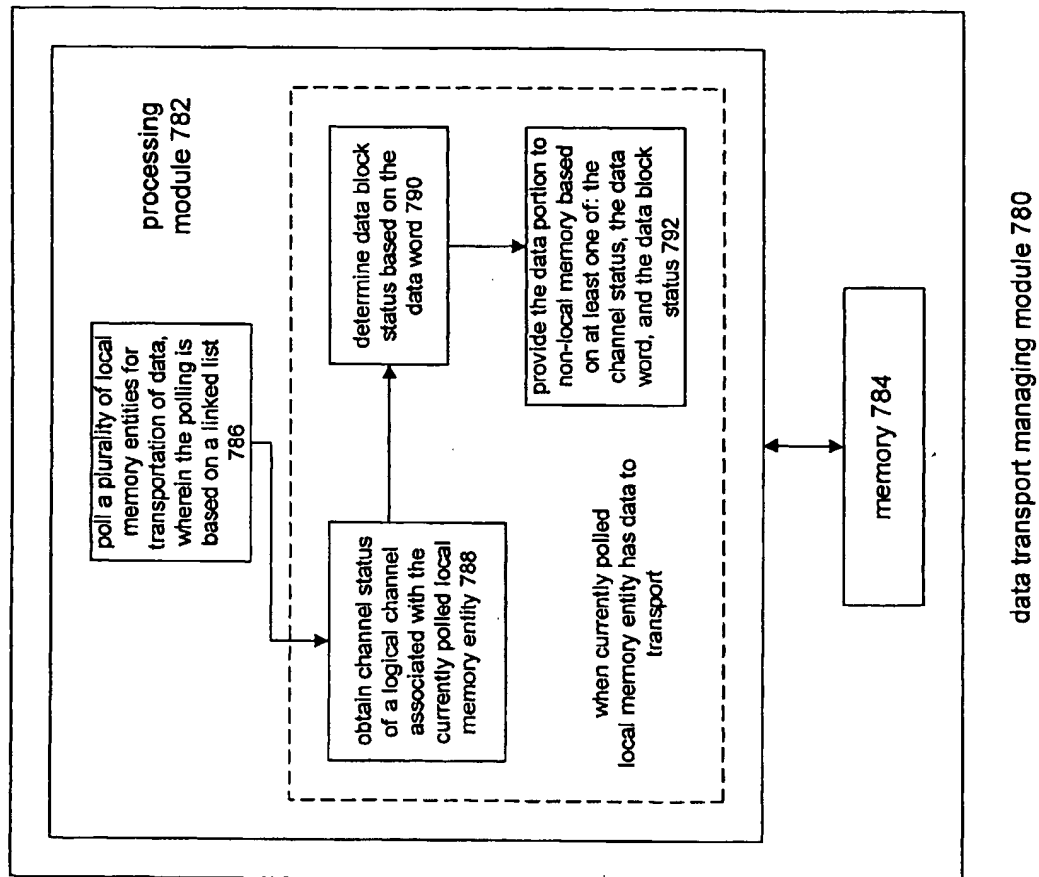 processing
module 782
poll a plurality of local
memory entities for
transportation of data,
wherein the polling is
based on a linked list
786
obtain channel status
of a logical channel
associated with the
currently polled local
memory entity 788
determine data block
status based on the
data word 790
provide the data portion to
non-local memory based
on at least one of: the
channel status, the data
word, and the data block
status 792
when currently polled
local memory entity has data to
transport
memory 784
data transport managing module 780